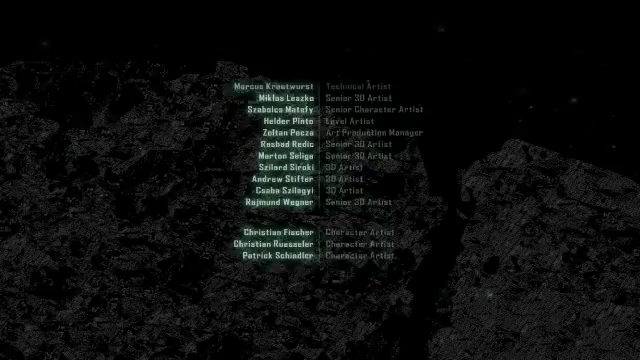 Marcus Krautwurst Technical Artist
Miklos Laszko Senior 3D Artist
Szabolcs Matefy Senior Character Artist
Helder Pinto Level Artist
Zoltan Pocza Art Production Manager
Rashad Redic Senior 3D Artist
Marton Seliga Senior 3D Artist
Szilard Siroki 3D Artist
Andrew Stifter 3D Artist
Csaba Szilagyi 3D Artist
Rajmund Wegner Senior 3D Artist
Christian Fischer Character Artist
Christian Ruesseler Character Artist
Patrick Schindler Character Artist